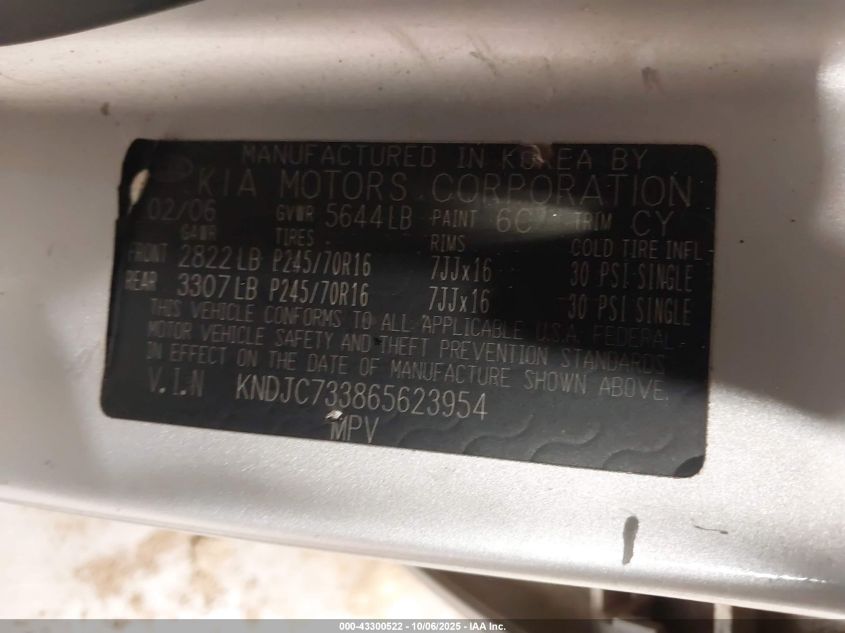 MANUFACTURED IN KOREA BY
KIA MOTORS CORPORATION
02/06 GVWR 5644LB PAINT 6C TRIM CY
GAWR TIRES RIMS COLD TIRE INFL
FRONT 2822LB P245/70R16 7JJx16 30 PSI SINGLE
REAR 3307LB P245/70R16 7JJx16 30 PSI SINGLE
THIS VEHICLE CONFORMS TO ALL APPLICABLE U.S.A. FEDERAL
MOTOR VEHICLE SAFETY AND THEFT PREVENTION STANDARDS
IN EFFECT ON THE DATE OF MANUFACTURE SHOWN ABOVE.
V.I.N KNDJC733865623954
MPV
000-43300522 - 10/06/2025 - IAA Inc.